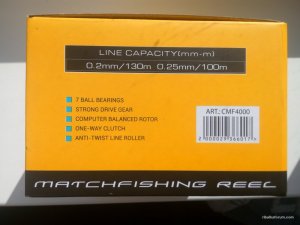 LINE CAPACITY(mm-m)
0.2mm/130m 0.25mm/100m
7 BALL BEARINGS
STRONG DRIVE GEAR
COMPUTER BALANCED ROTOR
ONE-WAY CLUTCH
ANTI-TWIST LINE ROLLER
ART.: CMF4000
2000029566017
MATCHFISHING REEL